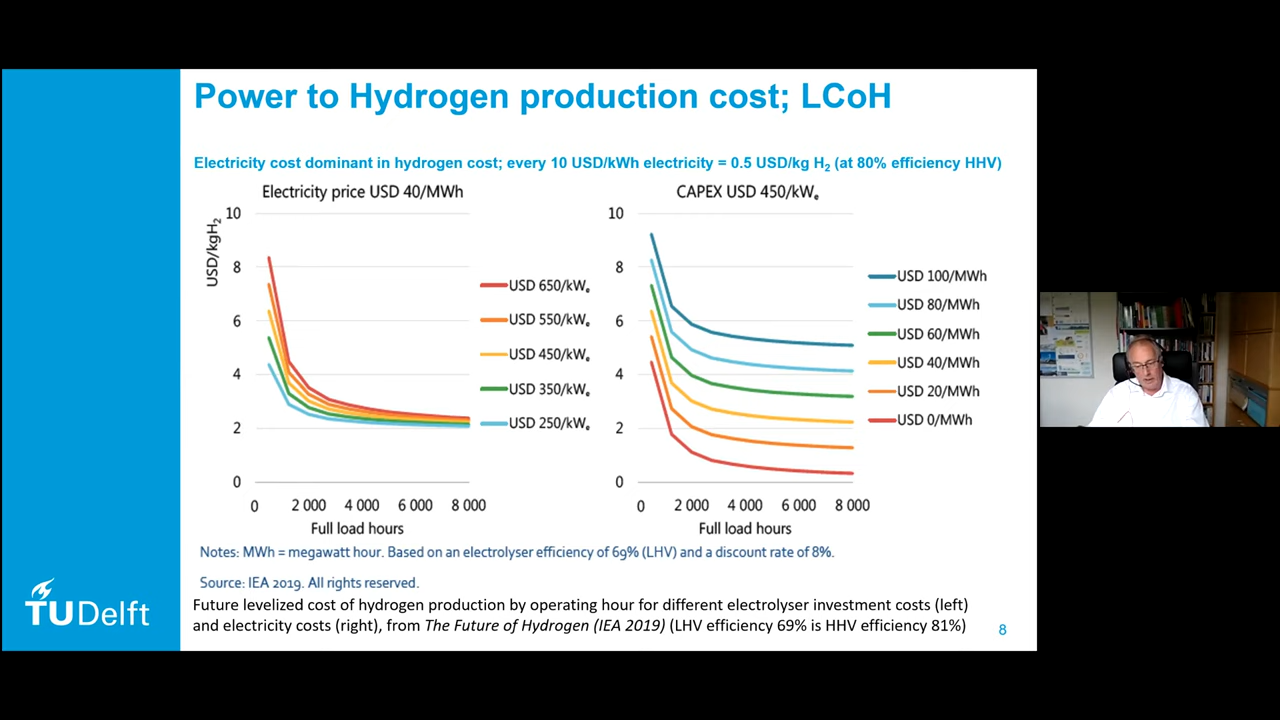 Power to Hydrogen production cost; LCoH
Electricity cost dominant in hydrogen cost; every 10 USD/kWh electricity = 0.5 USD/kg H₂ (at 80% efficiency HHV)
Electricity price USD 40/MWh
USD/kgH₂
10
8
6
4
2
0
0 2 000 4 000 6 000 8 000
Full load hours
USD 650/kWₑ
USD 550/kWₑ
USD 450/kWₑ
USD 350/kWₑ
USD 250/kWₑ
CAPEX USD 450/kWₑ
10
8
6
4
2
0
0 2 000 4 000 6 000 8 000
Full load hours
USD 100/MWh
USD 80/MWh
USD 60/MWh
USD 40/MWh
USD 20/MWh
USD 0/MWh
Notes: MWh = megawatt hour. Based on an electrolyser efficiency of 69% (LHV) and a discount rate of 8%.
Source: IEA 2019. All rights reserved.
Future levelized cost of hydrogen production by operating hour for different electrolyser investment costs (left)
and electricity costs (right), from The Future of Hydrogen (IEA 2019) (LHV efficiency 69% is HHV efficiency 81%)
8
TUDelft